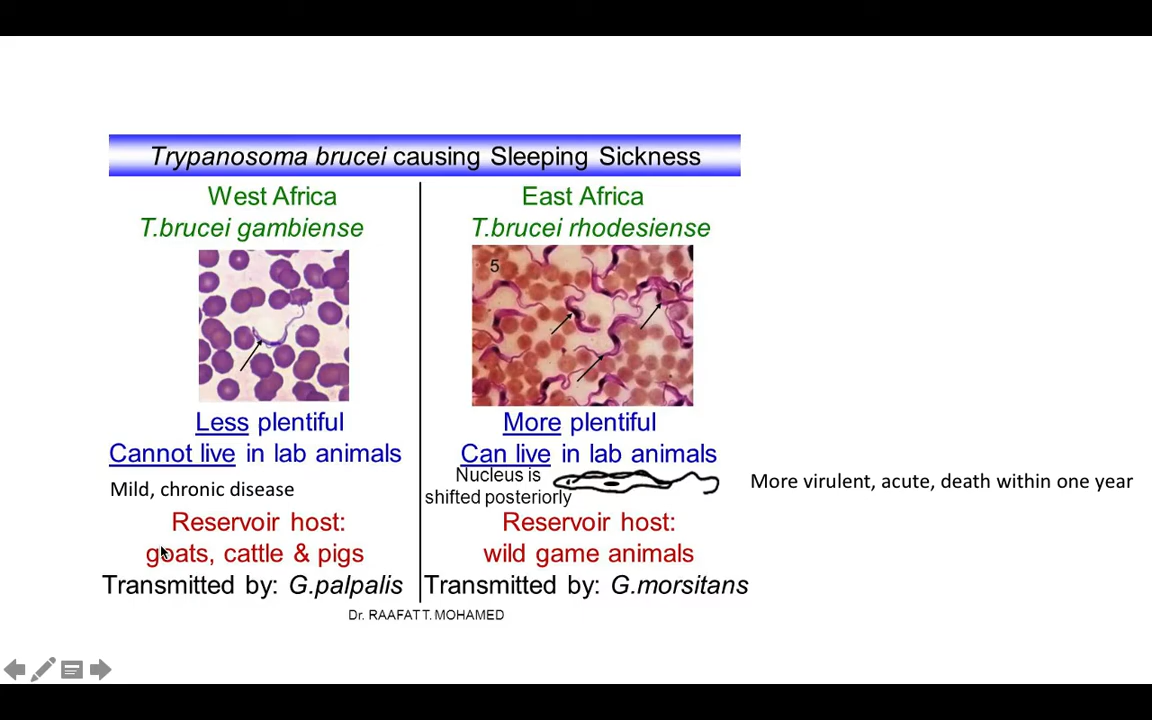 Trypanosoma brucei causing Sleeping Sickness
West Africa
T.brucei gambiense
Less plentiful
Cannot live in lab animals
Mild, chronic disease
Reservoir host:
goats, cattle & pigs
Transmitted by: G.palpalis
East Africa
T.brucei rhodesiense
5
More plentiful
Can live in lab animals
Nucleus is
shifted posteriorly
More virulent, acute, death within one year
Reservoir host:
wild game animals
Transmitted by: G.morsitans
Dr. RAAFAT T. MOHAMED